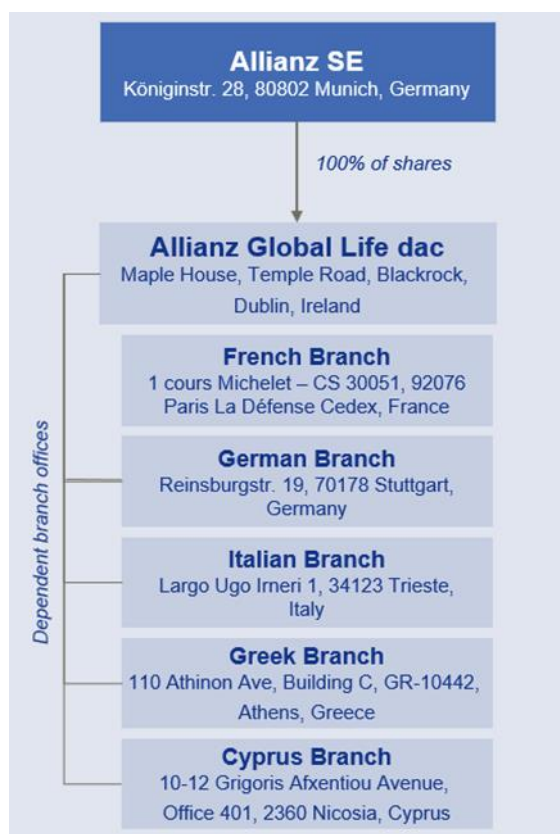 Allianz SE
Königinstr. 28, 80802 Munich, Germany
100% of shares
Allianz Global Life dac
Maple House, Temple Road, Blackrock,
Dublin, Ireland
Dependent branch offices
French Branch
1 cours Michelet – CS 30051, 92076
Paris La Défense Cedex, France
German Branch
Reinsburgstr. 19, 70178 Stuttgart,
Germany
Italian Branch
Largo Ugo Irneri 1, 34123 Trieste,
Italy
Greek Branch
110 Athinon Ave, Building C, GR-10442,
Athens, Greece
Cyprus Branch
10-12 Grigoris Afxentiou Avenue,
Office 401, 2360 Nicosia, Cyprus